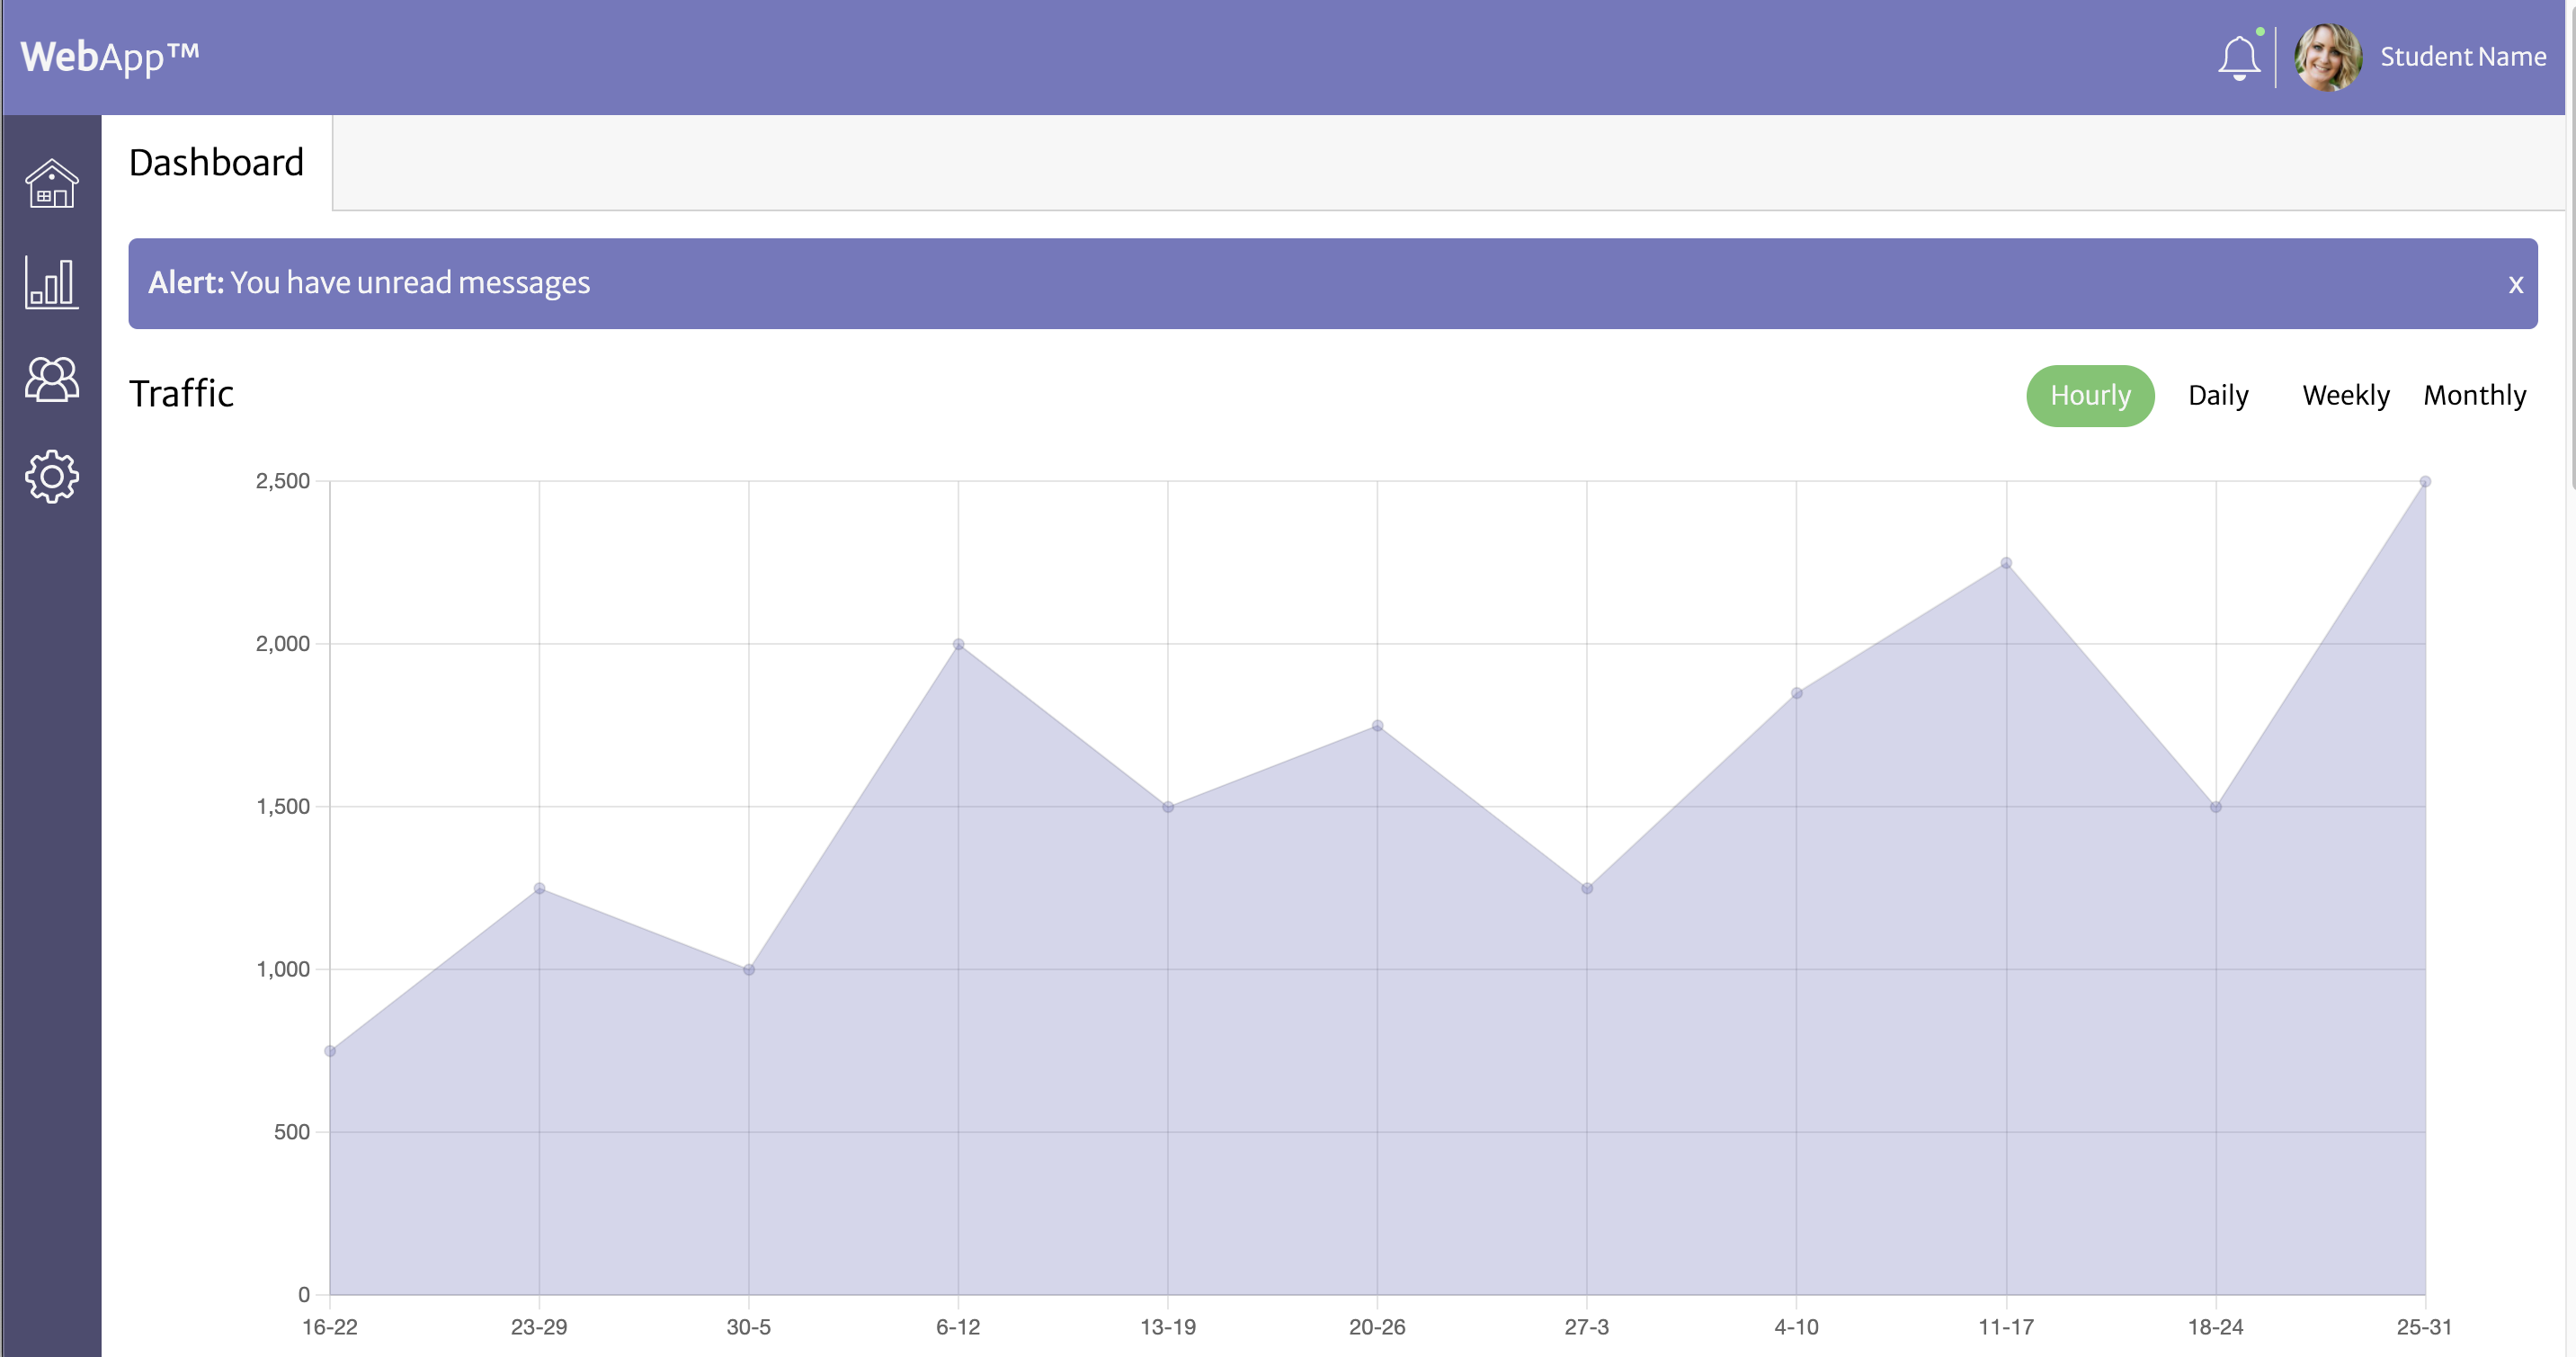 WebApp™
Student Name
Dashboard
Alert: You have unread messages
x
Traffic
Hourly Daily Weekly Monthly
2,500
2,000
1,500
1,000
500
0
16-22 23-29 30-5 6-12 13-19 20-26 27-3 4-10 11-17 18-24 25-31